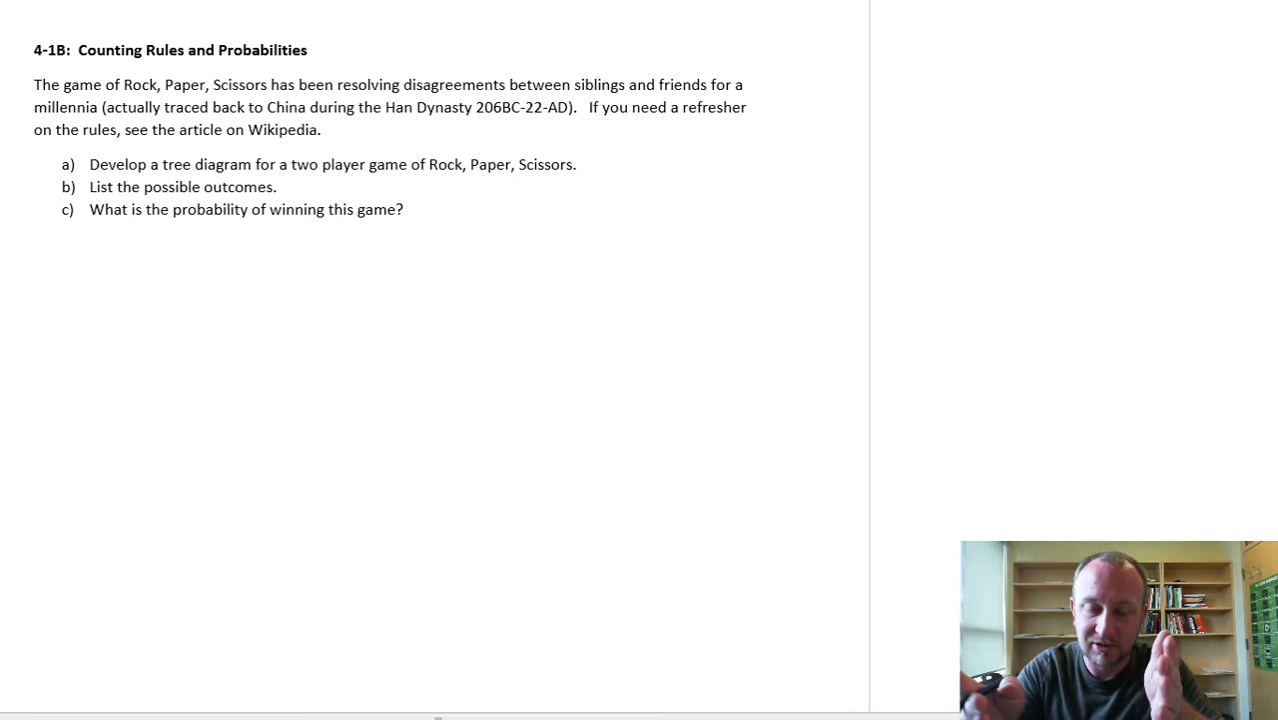 4-1B:  Counting Rules and Probabilities
The game of Rock, Paper, Scissors has been resolving disagreements between siblings and friends for a
millennia (actually traced back to China during the Han Dynasty 206BC-22-AD).   If you need a refresher
on the rules, see the article on Wikipedia.
a)   Develop a tree diagram for a two player game of Rock, Paper, Scissors.
b)   List the possible outcomes.
c)   What is the probability of winning this game?